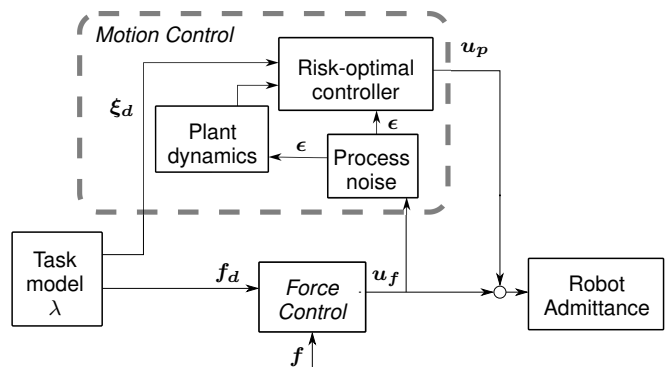 Motion Control
u_p
Risk-optimal
controller
ξ_d
ϵ
Plant
dynamics
ϵ
Process
noise
Task
model
λ
f_d
Force
Control
u_f
Robot
Admittance
f